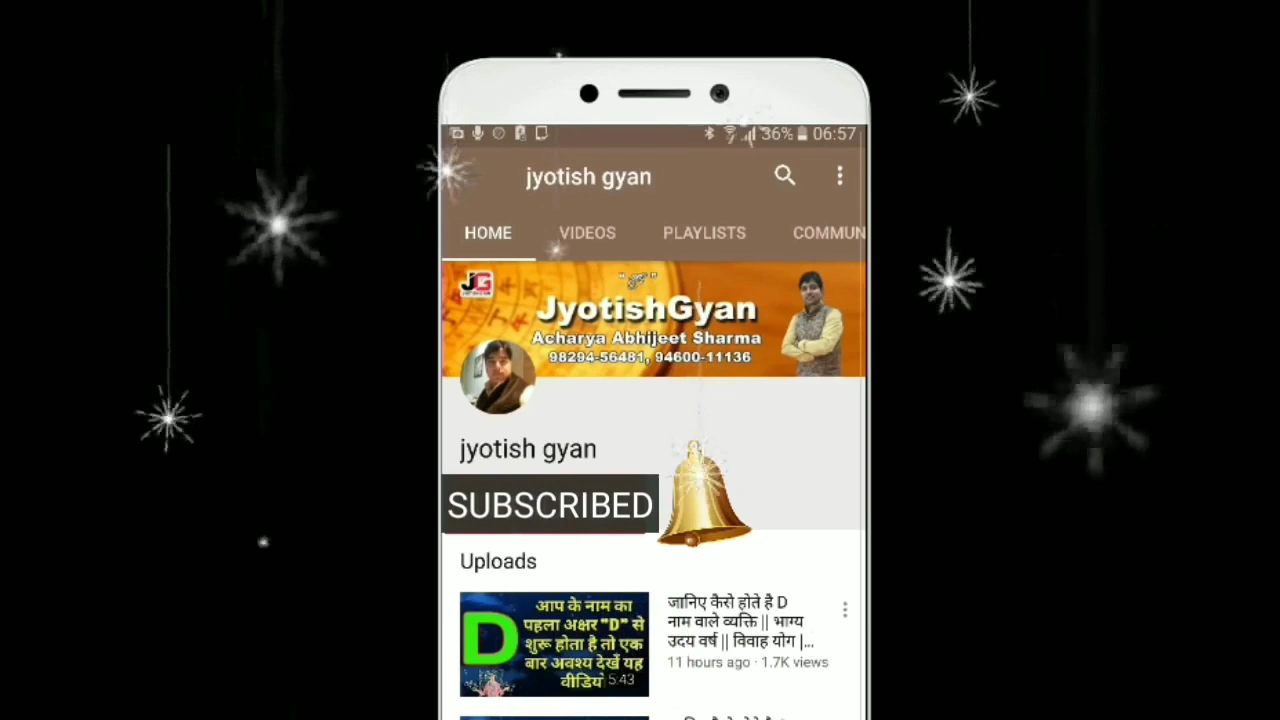 36% 06:57
jyotish gyan
HOME VIDEOS PLAYLISTS COMMUN
JG
JyotishGyan
Acharya Abhijeet Sharma
98294-56481, 94600-11136
jyotish gyan
SUBSCRIBED
Uploads
आप के नाम का
पहला अक्षर "D" से
शुरू होता है तो एक
बार अवश्य देखें यह
वीडियो
D
5:43
जानिए कैसे होते है D
नाम वाले व्यक्ति || भाग्य
उदय वर्ष || विवाह योग |...
11 hours ago · 1.7K views